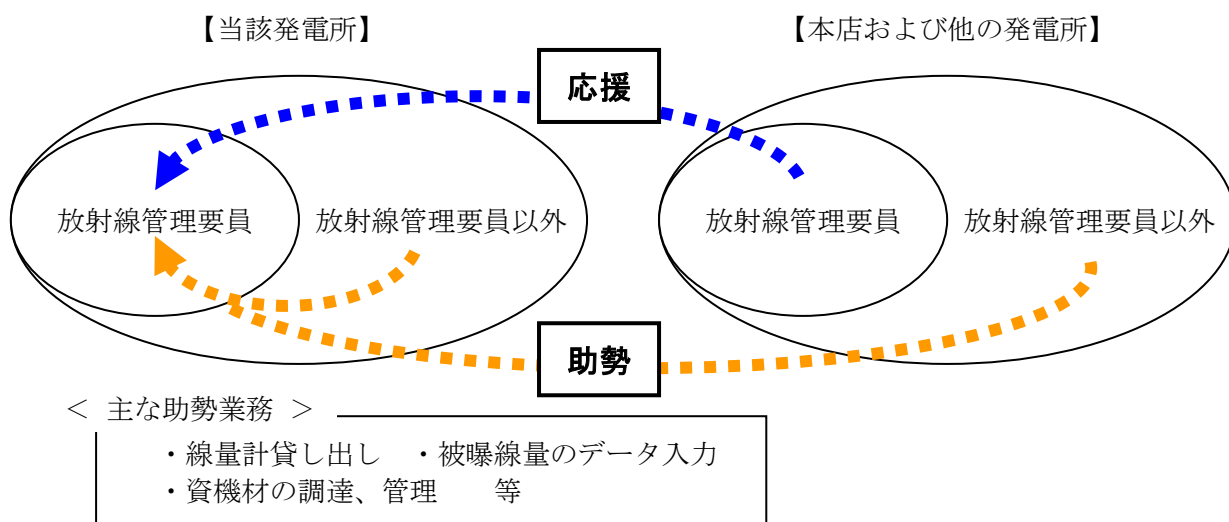 【当該発電所】
【本店および他の発電所】
応援
放射線管理要員
放射線管理要員以外
放射線管理要員
放射線管理要員以外
助勢
＜ 主な助勢業務 ＞
・線量計貸し出し ・被曝線量のデータ入力
・資機材の調達、管理 等